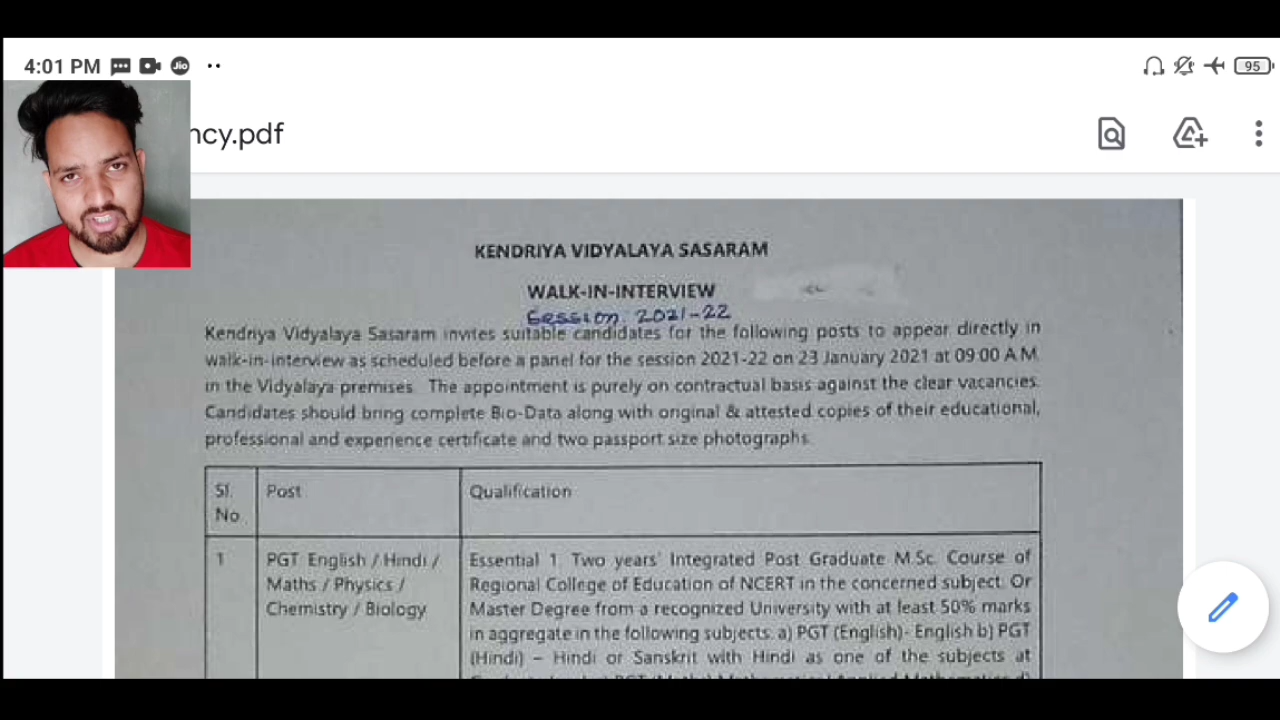 4:01 PM
Jio
95
ncy.pdf
KENDRIYA VIDYALAYA SASARAM
WALK-IN-INTERVIEW
Session 2021-22
Kendriya Vidyalaya Sasaram invites suitable candidates for the following posts to appear directly in
walk-in-interview as scheduled before a panel for the session 2021-22 on 23 January 2021 at 09:00 A.M.
in the Vidyalaya premises. The appointment is purely on contractual basis against the clear vacancies.
Candidates should bring complete Bio-Data along with original & attested copies of their educational,
professional and experience certificate and two passport size photographs.
Sl. No
Post
Qualification
1
PGT English / Hindi /
Maths / Physics /
Chemistry / Biology
Essential 1. Two years' Integrated Post Graduate M.Sc. Course of
Regional College of Education of NCERT in the concerned subject. Or
Master Degree from a recognized University with at least 50% marks
in aggregate in the following subjects. a) PGT (English)- English b) PGT
(Hindi) – Hindi or Sanskrit with Hindi as one of the subjects at